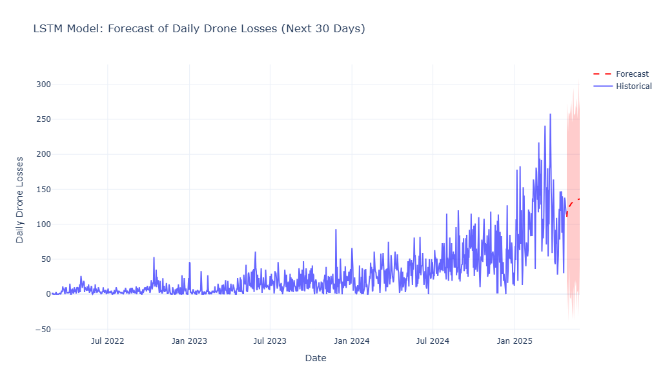 LSTM Model: Forecast of Daily Drone Losses (Next 30 Days)
Forecast
Historical
300
250
200
150
100
50
0
−50
Daily Drone Losses
Jul 2022
Jan 2023
Jul 2023
Jan 2024
Jul 2024
Jan 2025
Date